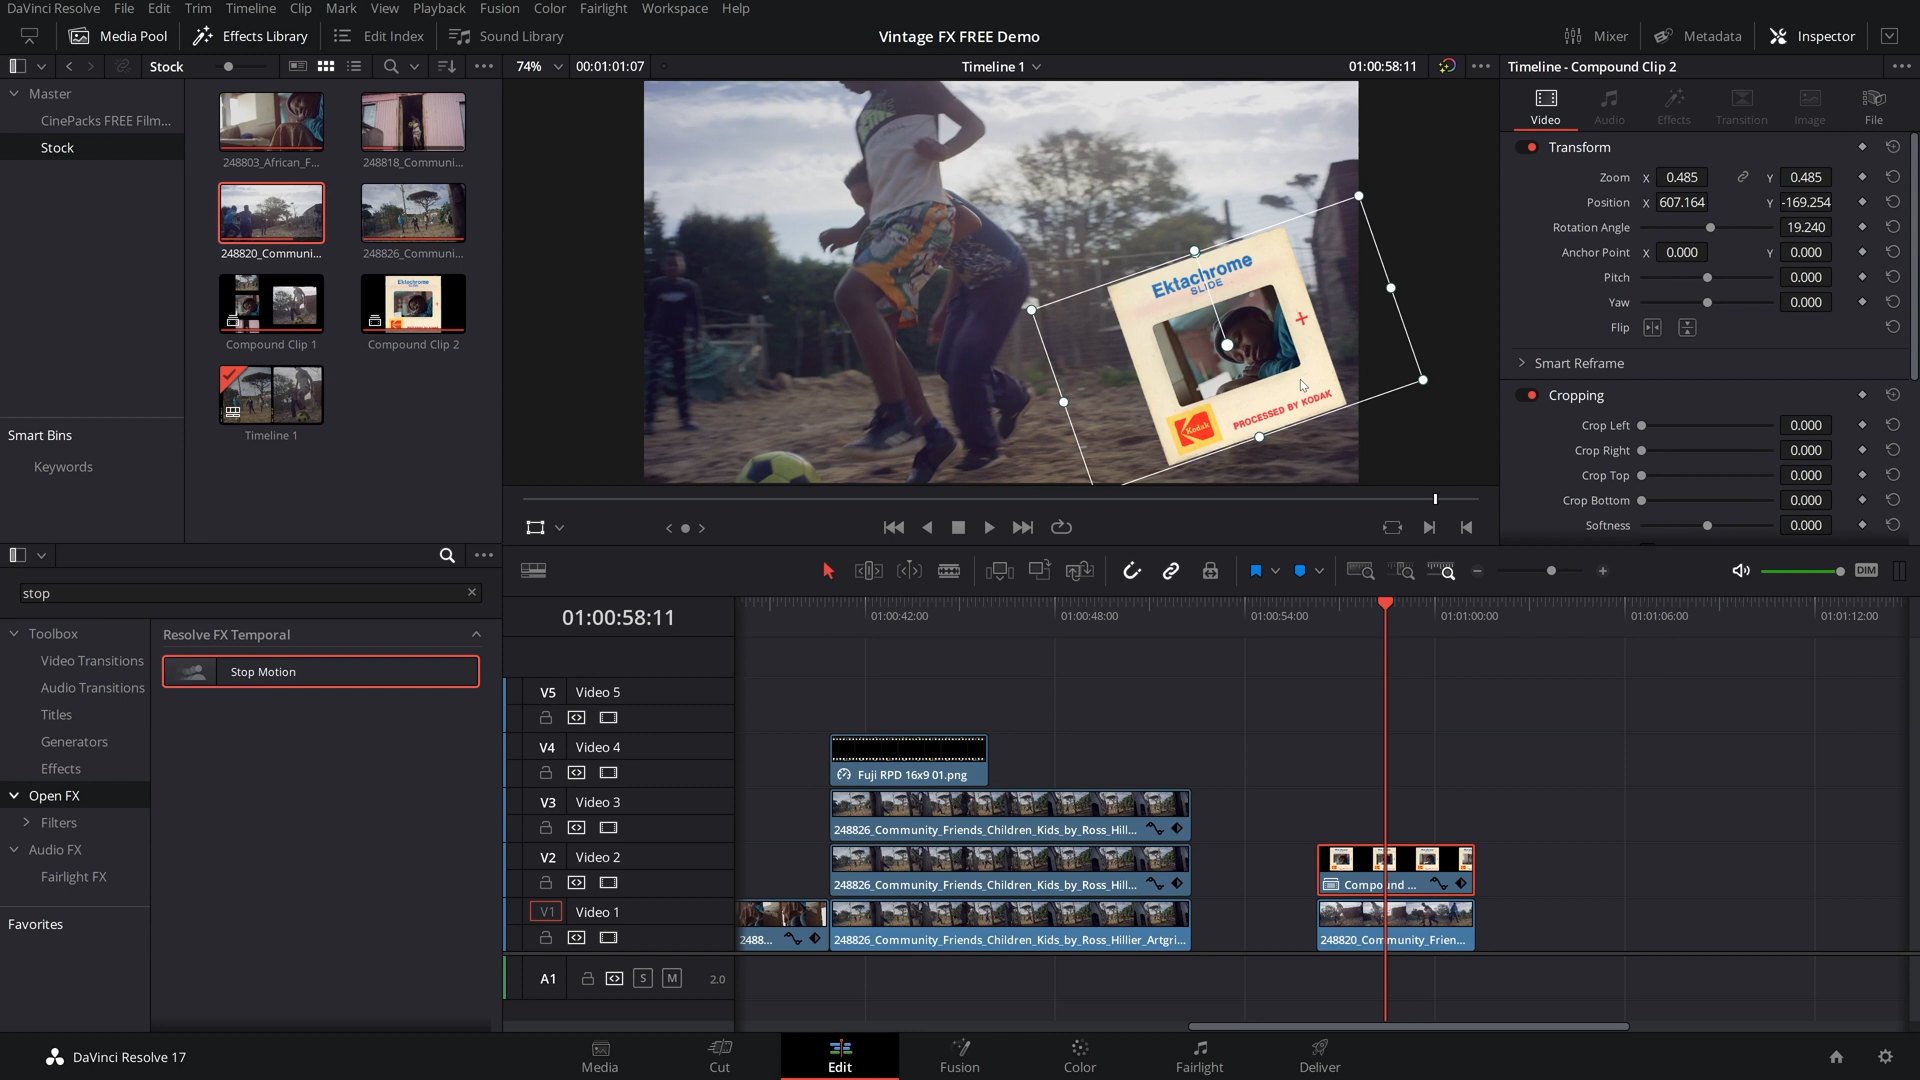 DaVinci Resolve File Edit Trim Timeline Clip Mark View Playback Fusion Color Fairlight Workspace Help
Media Pool Effects Library Edit Index Sound Library Vintage FX FREE Demo Mixer Metadata Inspector
Stock 74% 00:01:01:07 Timeline 1 01:00:58:11 Timeline - Compound Clip 2
Master
CinePacks FREE Film...
Stock
248803_African_F...
248818_Communi...
248820_Communi...
248826_Communi...
Compound Clip 1
Compound Clip 2
Timeline 1
Smart Bins
Keywords
Ektachrome
SLIDE
Kodak
PROCESSED BY KODAK
Video Audio Effects Transition Image File
Transform
Zoom X 0.485 Y 0.485
Position X 607.164 Y -169.254
Rotation Angle 19.240
Anchor Point X 0.000 Y 0.000
Pitch 0.000
Yaw 0.000
Flip
Smart Reframe
Cropping
Crop Left 0.000
Crop Right 0.000
Crop Top 0.000
Crop Bottom 0.000
Softness 0.000
stop
Toolbox
Video Transitions
Audio Transitions
Titles
Generators
Effects
Open FX
Filters
Audio FX
Fairlight FX
Favorites
Resolve FX Temporal
Stop Motion
DIM
01:00:58:11
01:00:42:00 01:00:48:00 01:00:54:00 01:01:00:00 01:01:06:00 01:01:12:00
V5 Video 5
V4 Video 4
Fuji RPD 16x9 01.png
V3 Video 3
248826_Community_Friends_Children_Kids_by_Ross_Hill...
V2 Video 2
248826_Community_Friends_Children_Kids_by_Ross_Hill...
Compound ...
V1 Video 1
2488...
248826_Community_Friends_Children_Kids_by_Ross_Hillier_Artgri...
248820_Community_Frien...
A1 S M 2.0
DaVinci Resolve 17
Media Cut Edit Fusion Color Fairlight Deliver